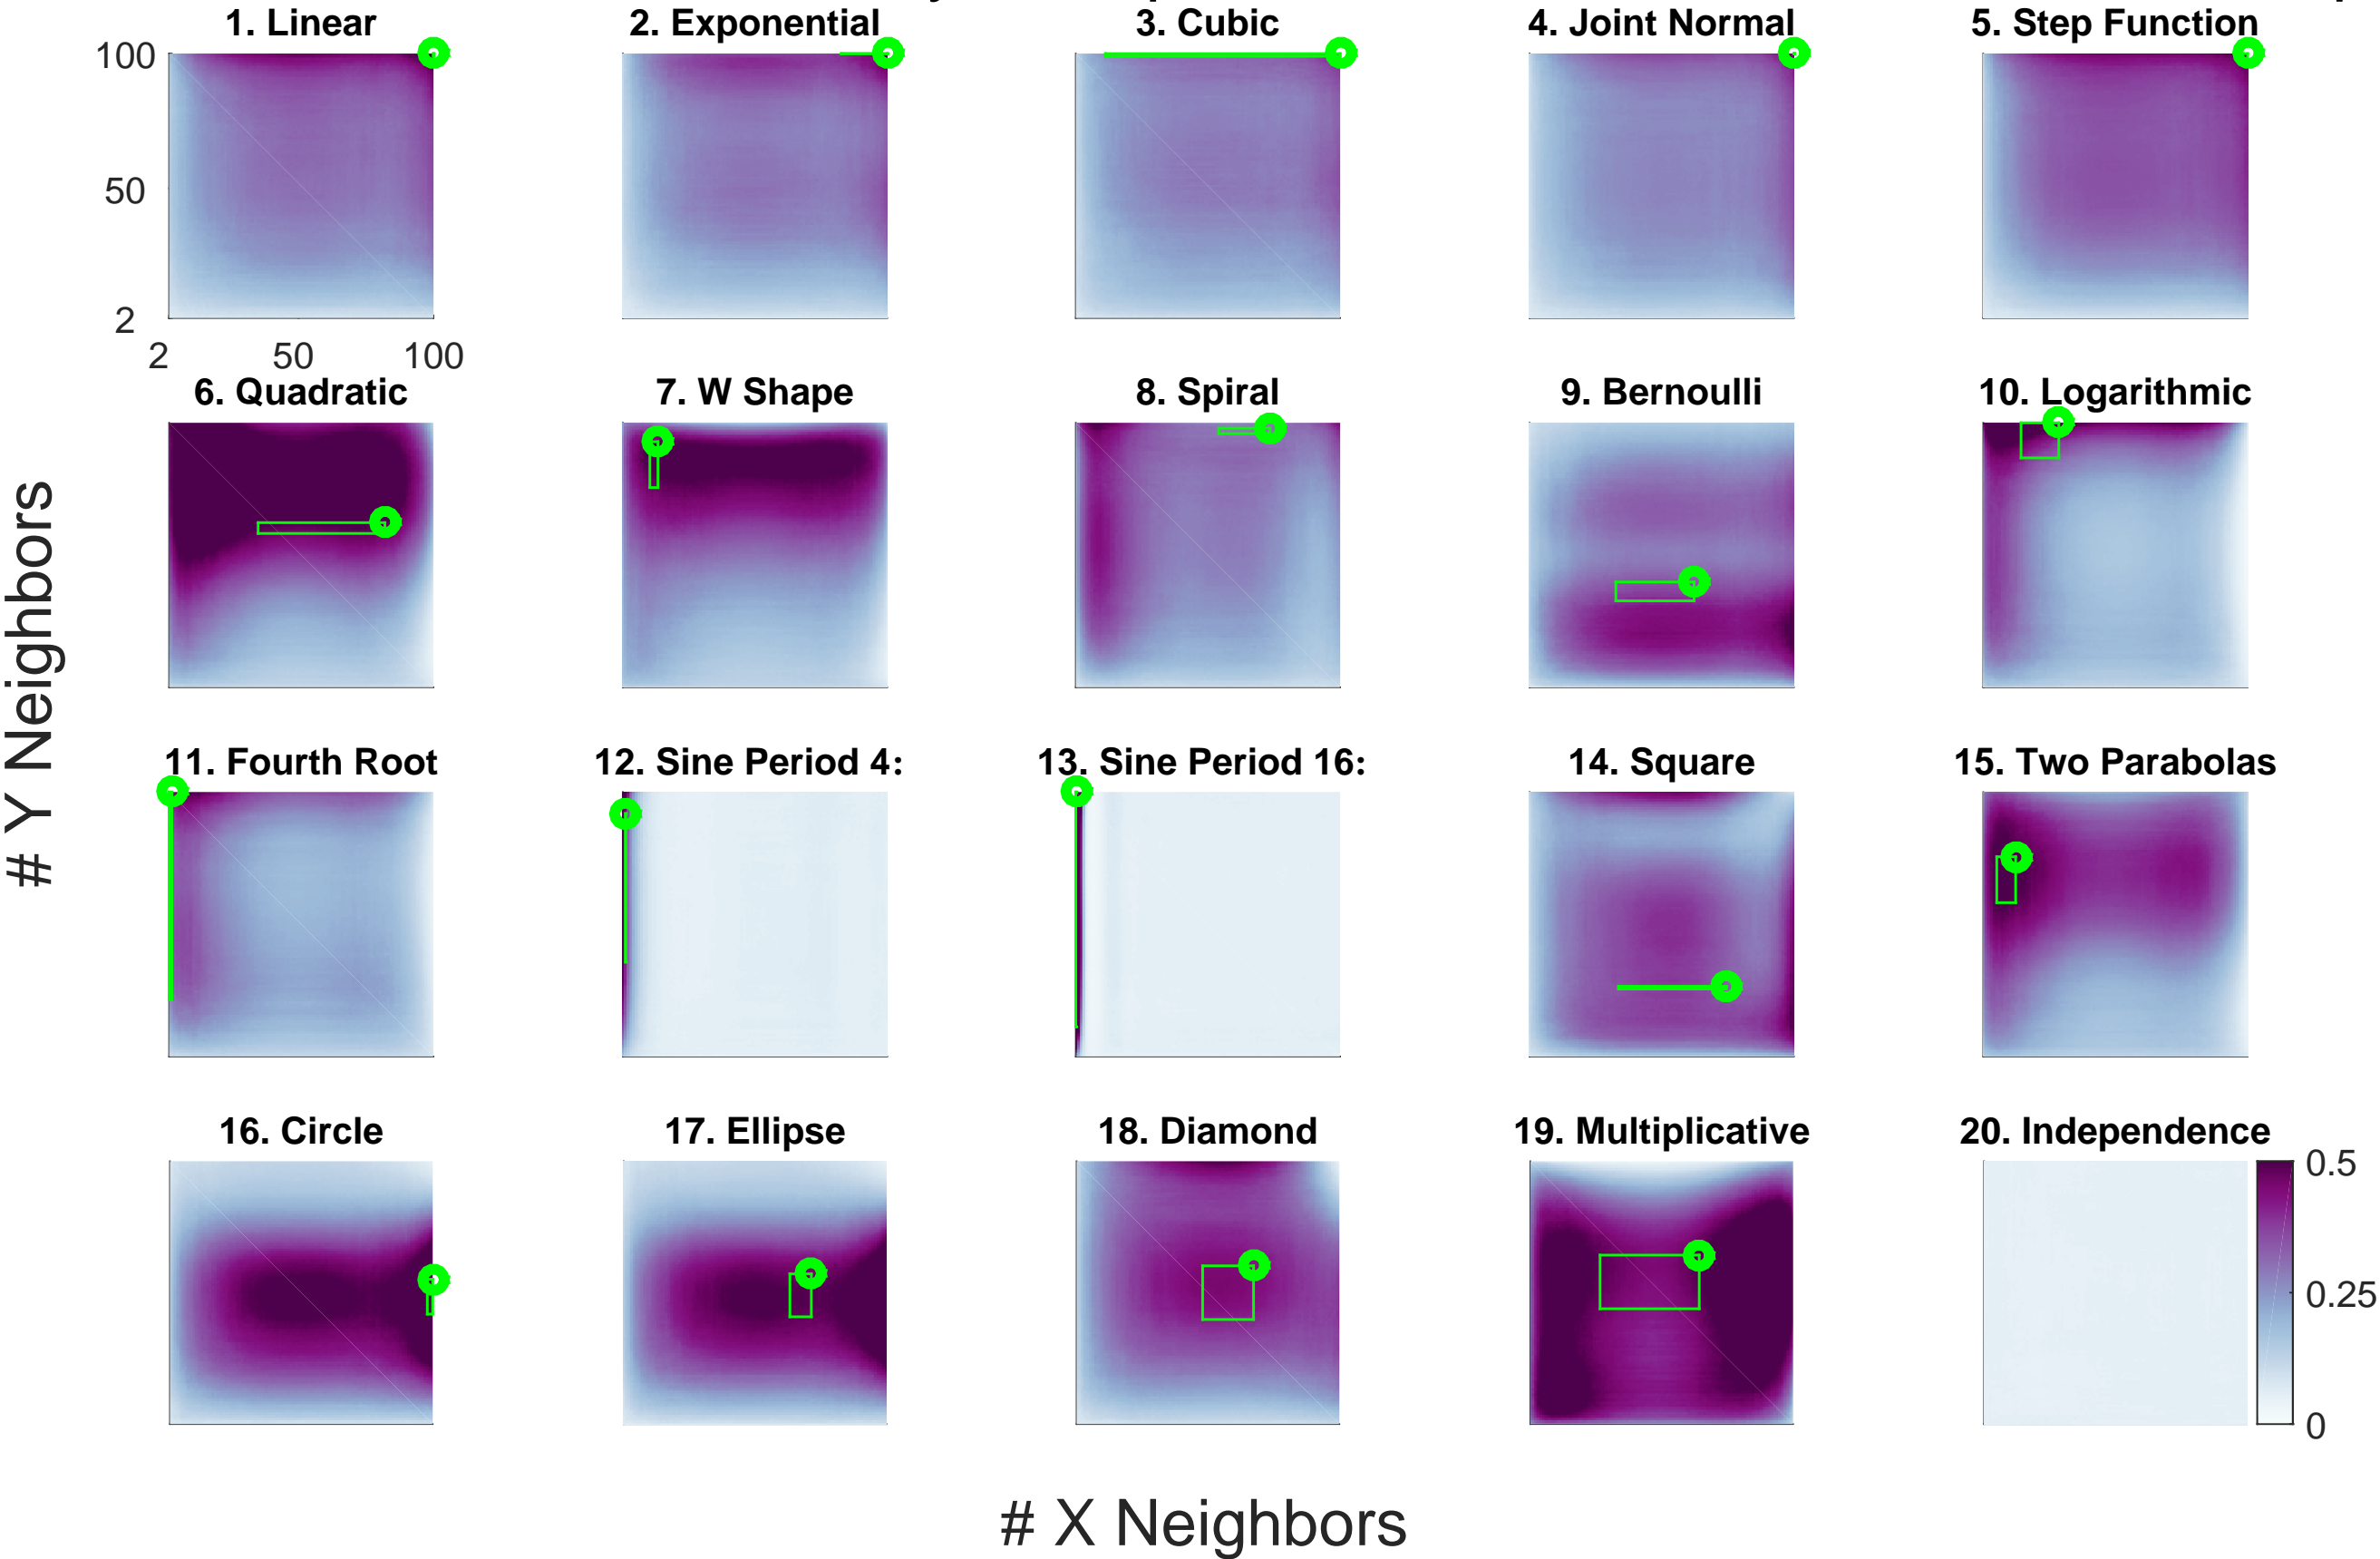 1. Linear
2. Exponential
3. Cubic
4. Joint Normal
5. Step Function
100
50
2
2
50
100
6. Quadratic
7. W Shape
8. Spiral
9. Bernoulli
10. Logarithmic
# Y Neighbors
11. Fourth Root
12. Sine Period 4:
13. Sine Period 16:
14. Square
15. Two Parabolas
16. Circle
17. Ellipse
18. Diamond
19. Multiplicative
20. Independence
0.5
0.25
0
# X Neighbors